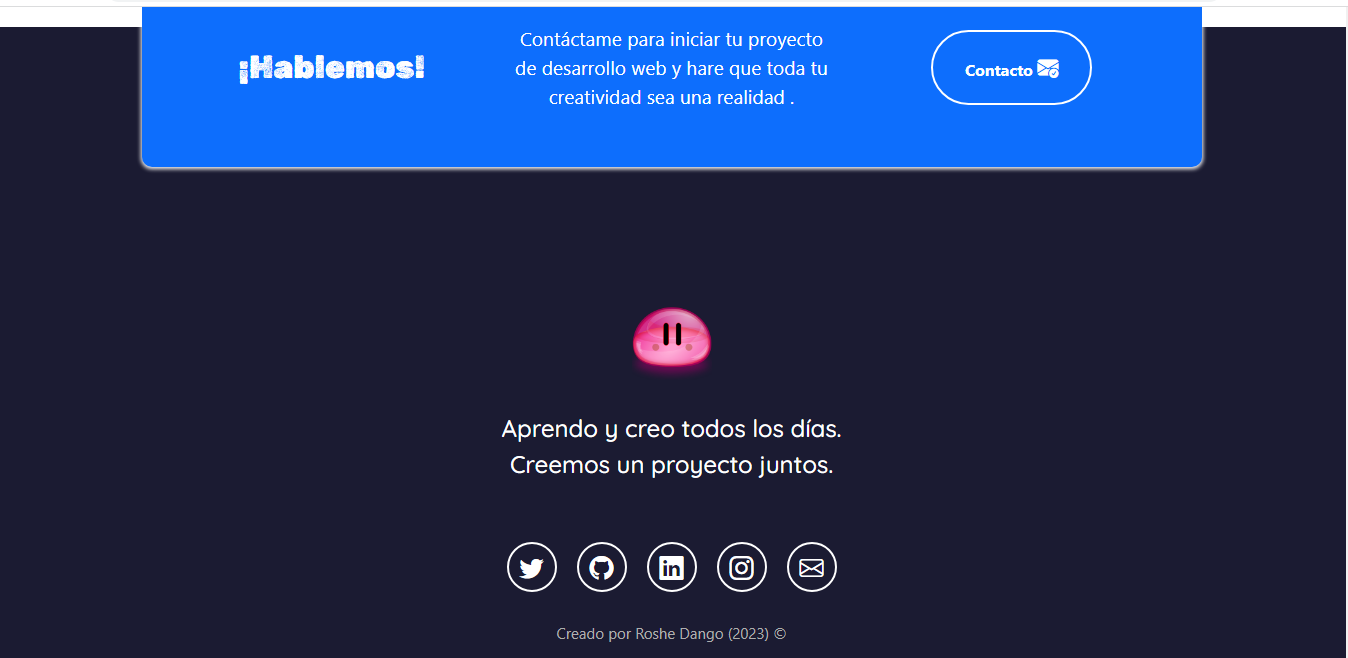 ¡Hablemos!
Contáctame para iniciar tu proyecto
de desarrollo web y hare que toda tu
creatividad sea una realidad .
Contacto
Aprendo y creo todos los días.
Creemos un proyecto juntos.
in
Creado por Roshe Dango (2023) ©